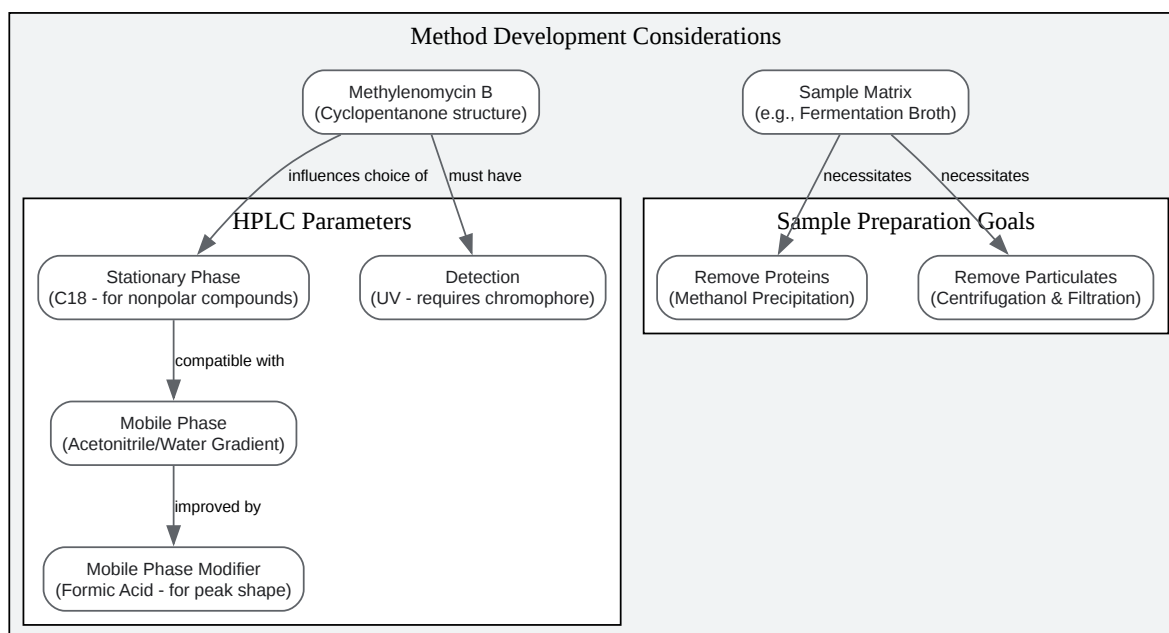 Method Development Considerations
Methylenomycin B
(Cyclopentanone structure)
Sample Matrix
(e.g., Fermentation Broth)
influences choice of
must have
necessitates
necessitates
HPLC Parameters
Sample Preparation Goals
Stationary Phase
(C18 - for nonpolar compounds)
Detection
(UV - requires chromophore)
Remove Proteins
(Methanol Precipitation)
Remove Particulates
(Centrifugation & Filtration)
compatible with
Mobile Phase
(Acetonitrile/Water Gradient)
improved by
Mobile Phase Modifier
(Formic Acid - for peak shape)